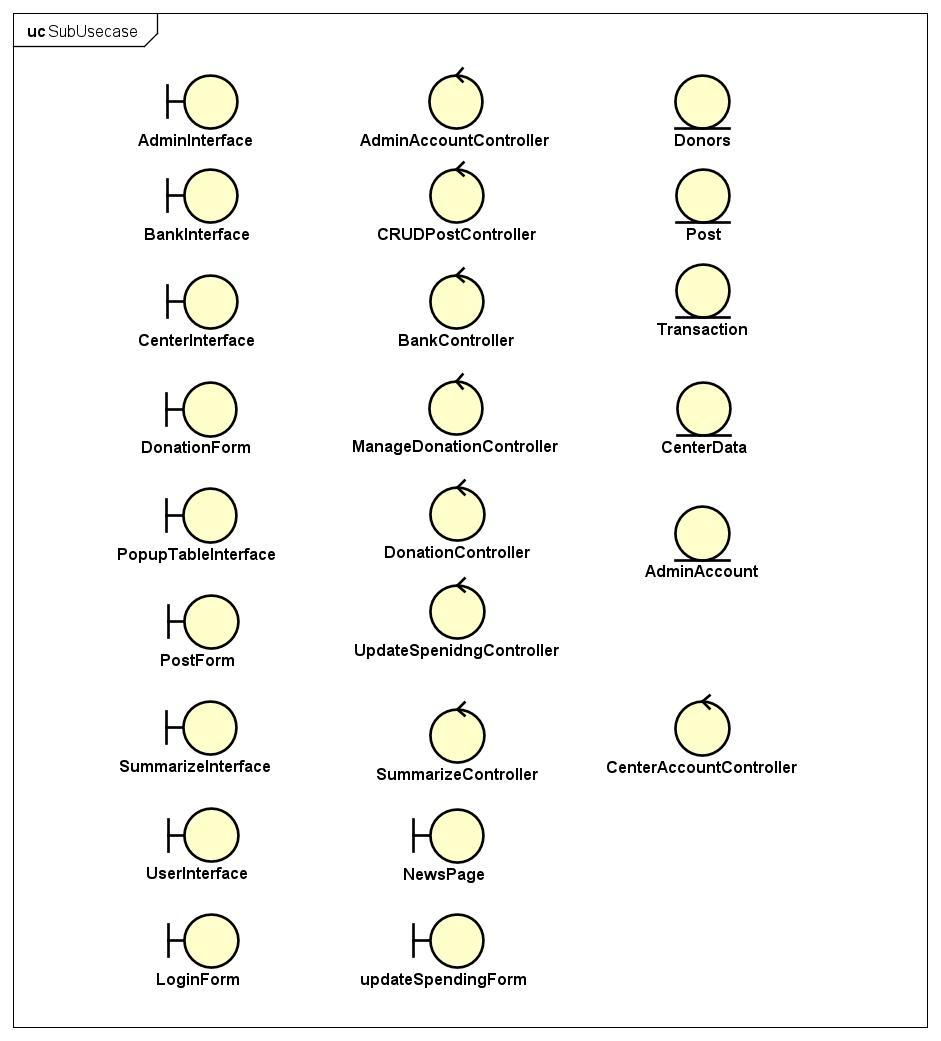 uc SubUsecase
AdminInterface
AdminAccountController
Donors
BankInterface
CRUDPostController
Post
CenterInterface
BankController
Transaction
DonationForm
ManageDonationController
CenterData
PopupTableInterface
DonationController
AdminAccount
PostForm
UpdateSpenidngController
SummarizeInterface
SummarizeController
CenterAccountController
UserInterface
NewsPage
LoginForm
updateSpendingForm